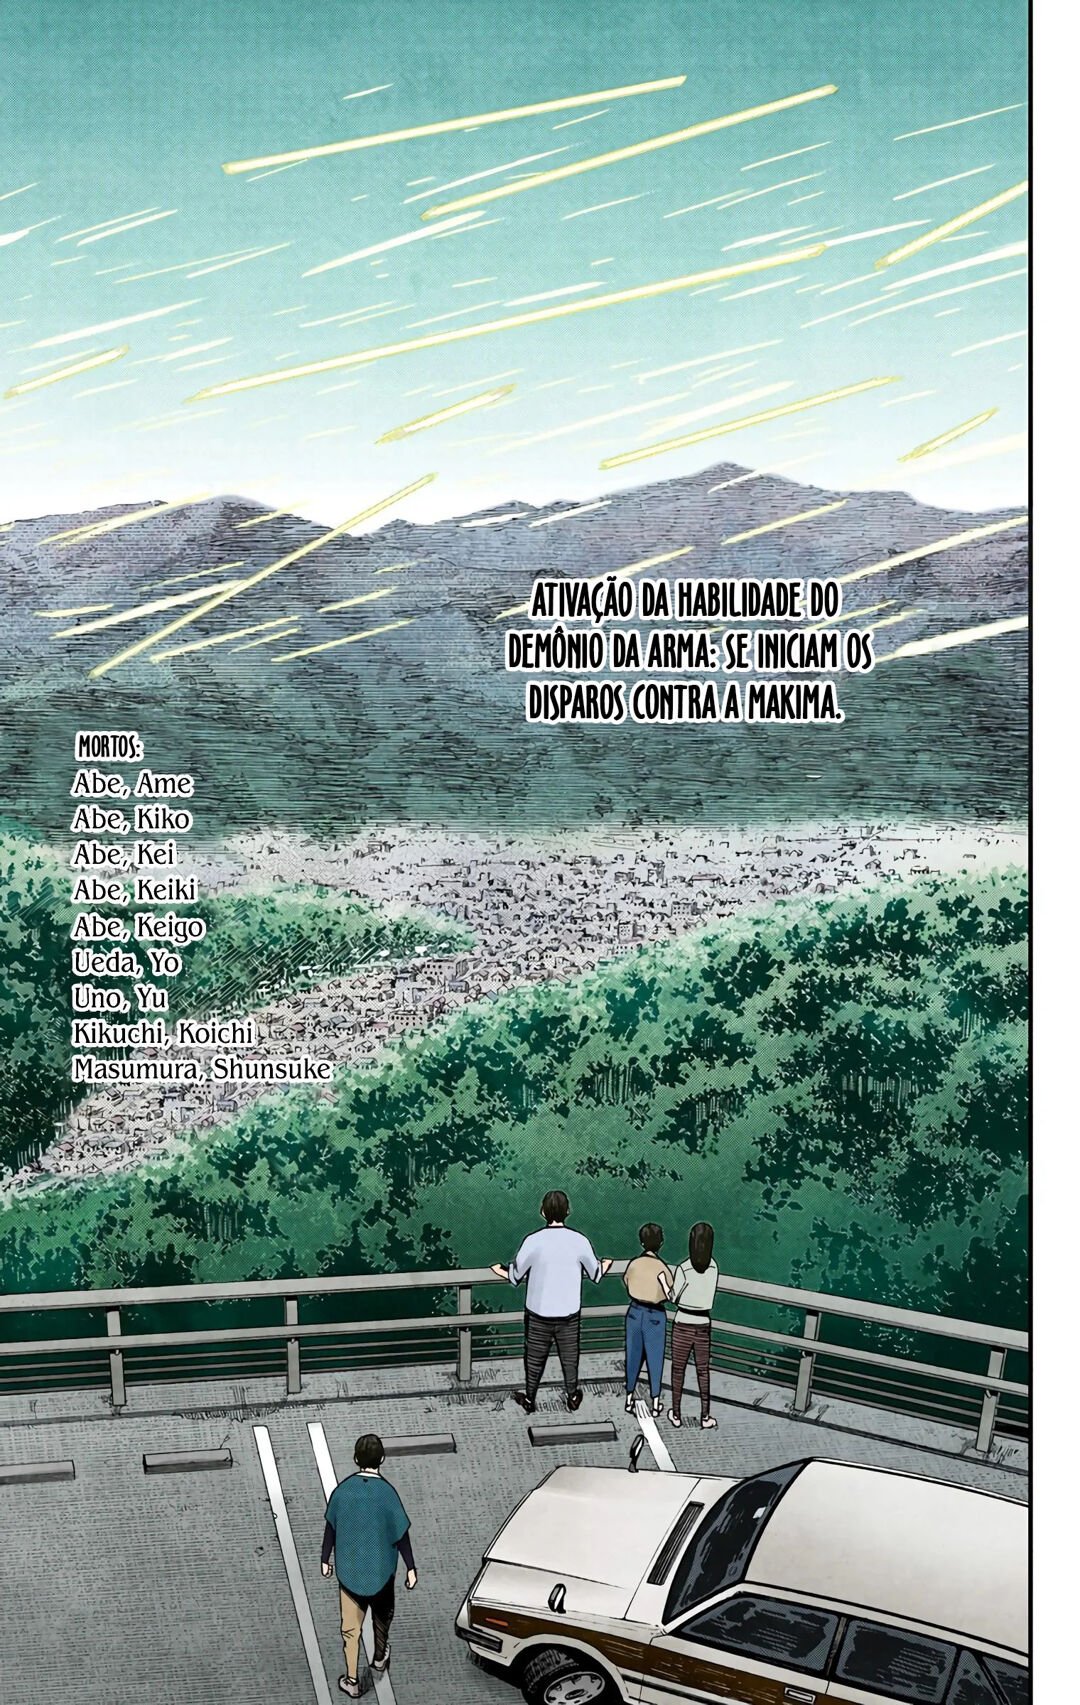 ATIVAÇÃO DA HABILIDADE DO
DEMÔNIO DA ARMA: SE INICIAM OS
DISPAROS CONTRA A MAKIMA.
MORTOS:
Abe, Ame
Abe, Kiko
Abe, Kei
Abe, Keiki
Abe, Keigo
Ueda, Yo
Uno, Yu
Kikuchi, Koichi
Masumura, Shunsuke